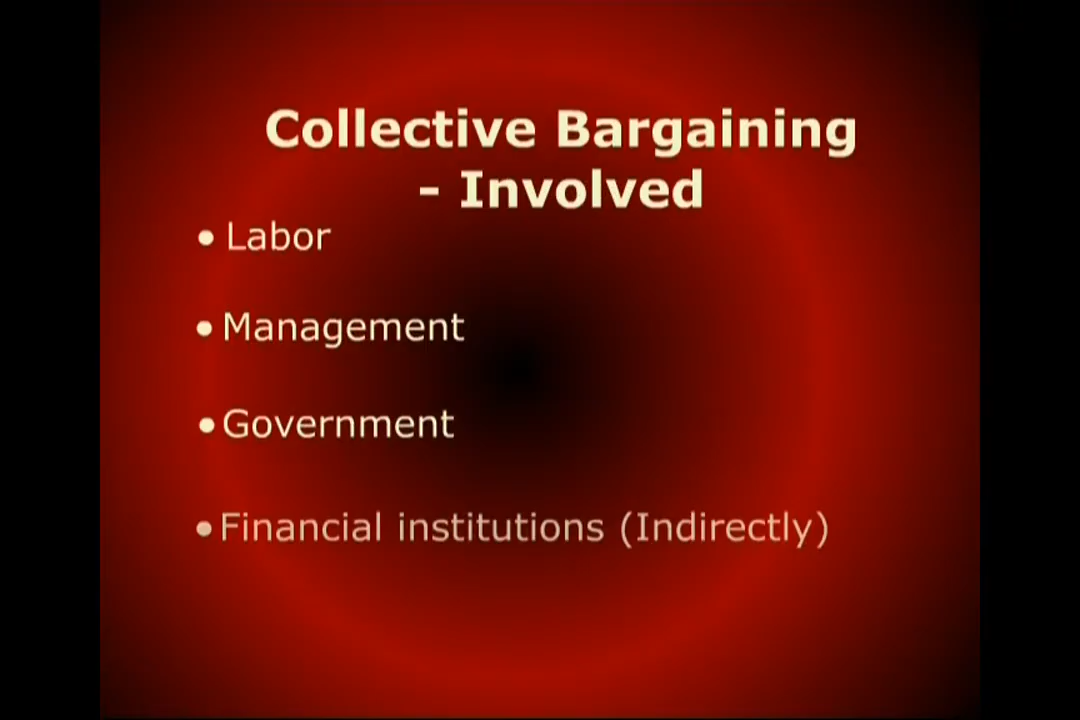 Collective Bargaining
- Involved
• Labor
• Management
• Government
• Financial institutions (Indirectly)